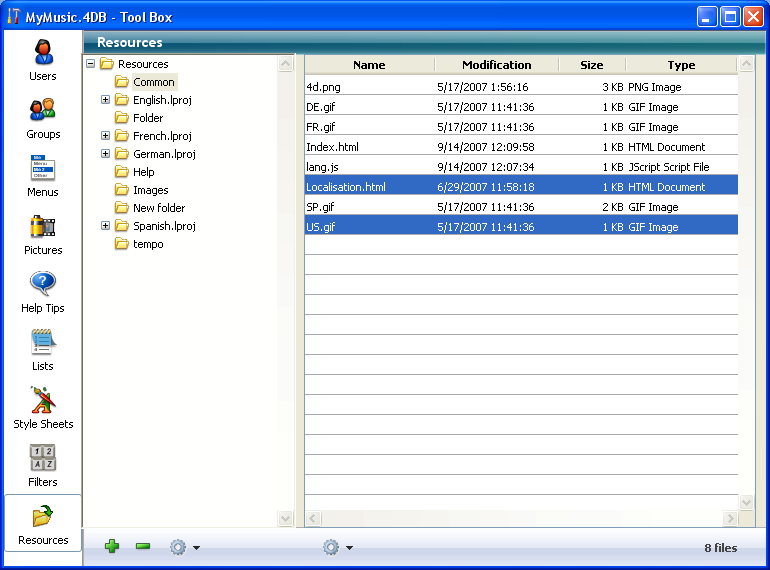 MyMusic.4DB - Tool Box
Resources
Users
Groups
Menus
Pictures
Help Tips
Lists
Style Sheets
Filters
Resources
Resources
Common
English.lproj
Folder
French.lproj
German.lproj
Help
Images
New folder
Spanish.lproj
tempo
Name Modification Size Type
4d.png 5/17/2007 1:56:16 3 KB PNG Image
DE.gif 5/17/2007 11:41:36 1 KB GIF Image
FR.gif 5/17/2007 11:41:36 1 KB GIF Image
Index.html 9/14/2007 12:09:58 1 KB HTML Document
lang.js 9/14/2007 12:07:34 1 KB JScript Script File
Localisation.html 6/29/2007 11:58:18 1 KB HTML Document
SP.gif 5/17/2007 11:41:36 2 KB GIF Image
US.gif 5/17/2007 11:41:36 1 KB GIF Image
8 files